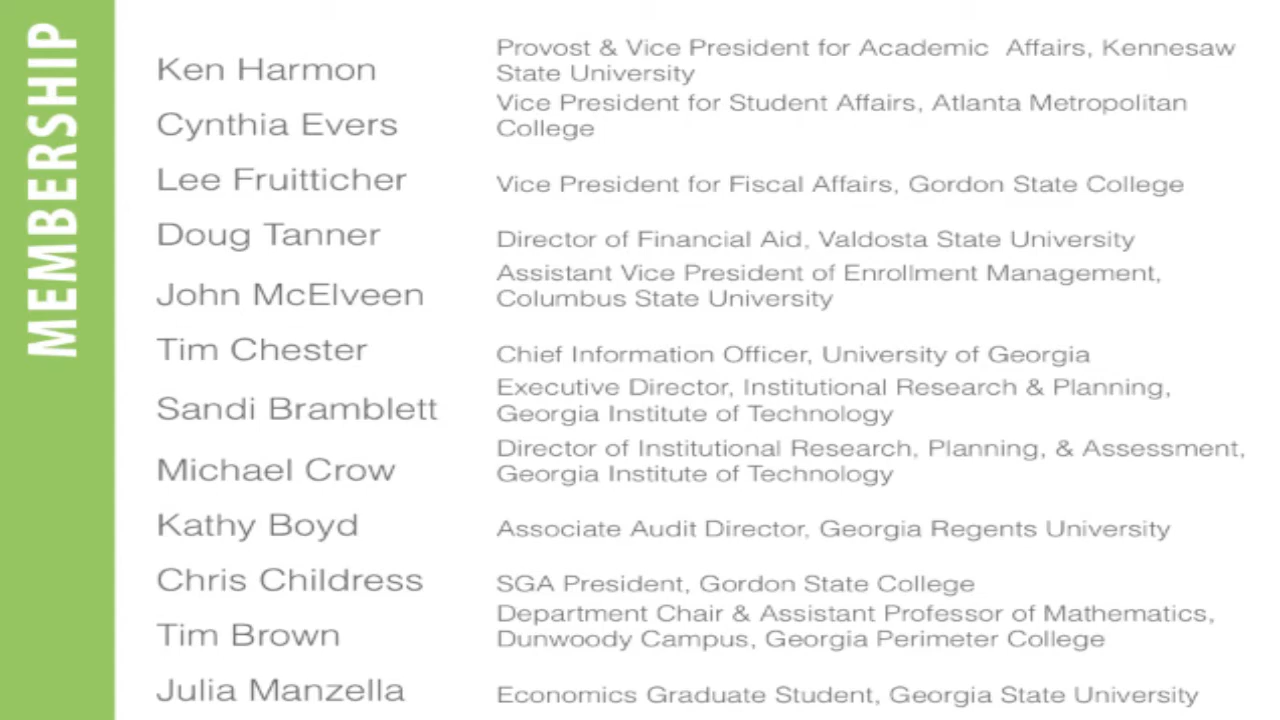 MEMBERSHIP
Ken Harmon
Provost & Vice President for Academic Affairs, Kennesaw
State University
Cynthia Evers
Vice President for Student Affairs, Atlanta Metropolitan
College
Lee Fruitticher
Vice President for Fiscal Affairs, Gordon State College
Doug Tanner
Director of Financial Aid, Valdosta State University
John McElveen
Assistant Vice President of Enrollment Management,
Columbus State University
Tim Chester
Chief Information Officer, University of Georgia
Sandi Bramblett
Executive Director, Institutional Research & Planning,
Georgia Institute of Technology
Michael Crow
Director of Institutional Research, Planning, & Assessment,
Georgia Institute of Technology
Kathy Boyd
Associate Audit Director, Georgia Regents University
Chris Childress
SGA President, Gordon State College
Tim Brown
Department Chair & Assistant Professor of Mathematics,
Dunwoody Campus, Georgia Perimeter College
Julia Manzella
Economics Graduate Student, Georgia State University